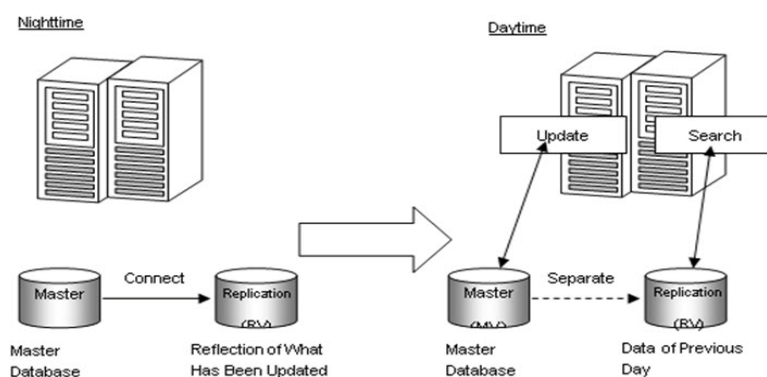 Nighttime
Connect
Master
Replication
(RV)
Master
Database
Reflection of What
Has Been Updated
Daytime
Update
Search
Separate
Master
(MV)
Replication
(RV)
Master
Database
Data of Previous
Day